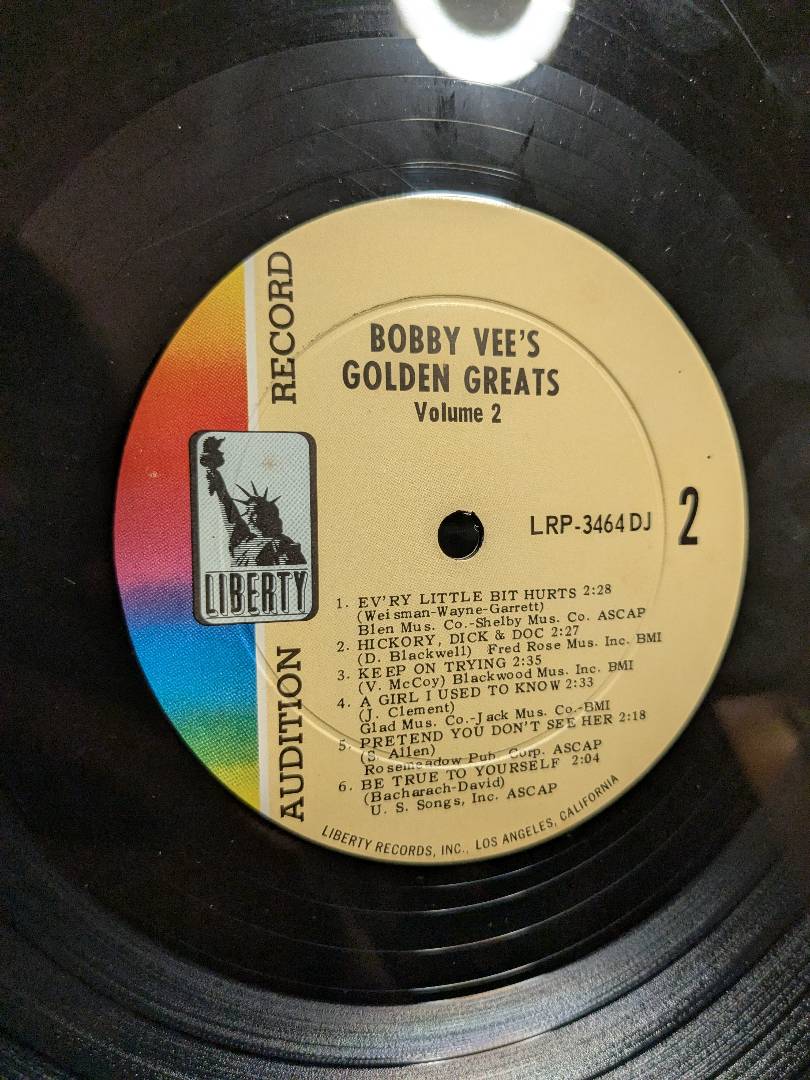 BOBBY VEE'S
GOLDEN GREATS
Volume 2
AUDITION RECORD
LIBERTY
LRP-3464 DJ
2
1. EV'RY LITTLE BIT HURTS 2:28
(Weisman-Wayne-Garrett)
Blen Mus. Co.-Shelby Mus. Co. ASCAP
2. HICKORY, DICK & DOC 2:27
(D. Blackwell) Fred Rose Mus. Inc. BMI
3. KEEP ON TRYING 2:35
(V. McCoy) Blackwood Mus. Inc. BMI
4. A GIRL I USED TO KNOW 2:33
(J. Clement)
Glad Mus. Co.-Jack Mus. Co.-BMI
5. PRETEND YOU DON'T SEE HER 2:18
(S. Allen)
Rosemeadow Pub. Corp. ASCAP
6. BE TRUE TO YOURSELF 2:04
(Bacharach-David)
U. S. Songs, Inc. ASCAP
LIBERTY RECORDS, INC., LOS ANGELES, CALIFORNIA